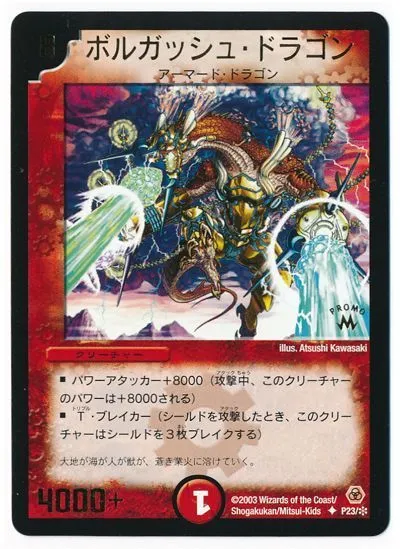 ボルガッシュ・ドラゴン
アーマード・ドラゴン
PROMO
illus. Atsushi Kawasaki
クリーチャー
■ パワーアタッカー+8000（攻撃中、このクリーチャー
のパワーは+8000される）
■ T・ブレイカー（シールドを攻撃したとき、このクリ
ーチャーはシールドを3枚ブレイクする）
大地が海が人が獣が、蒼き業火に溶けていく。
4000+
1
©2003 Wizards of the Coast/
Shogakukan/Mitsui-Kids
P23/